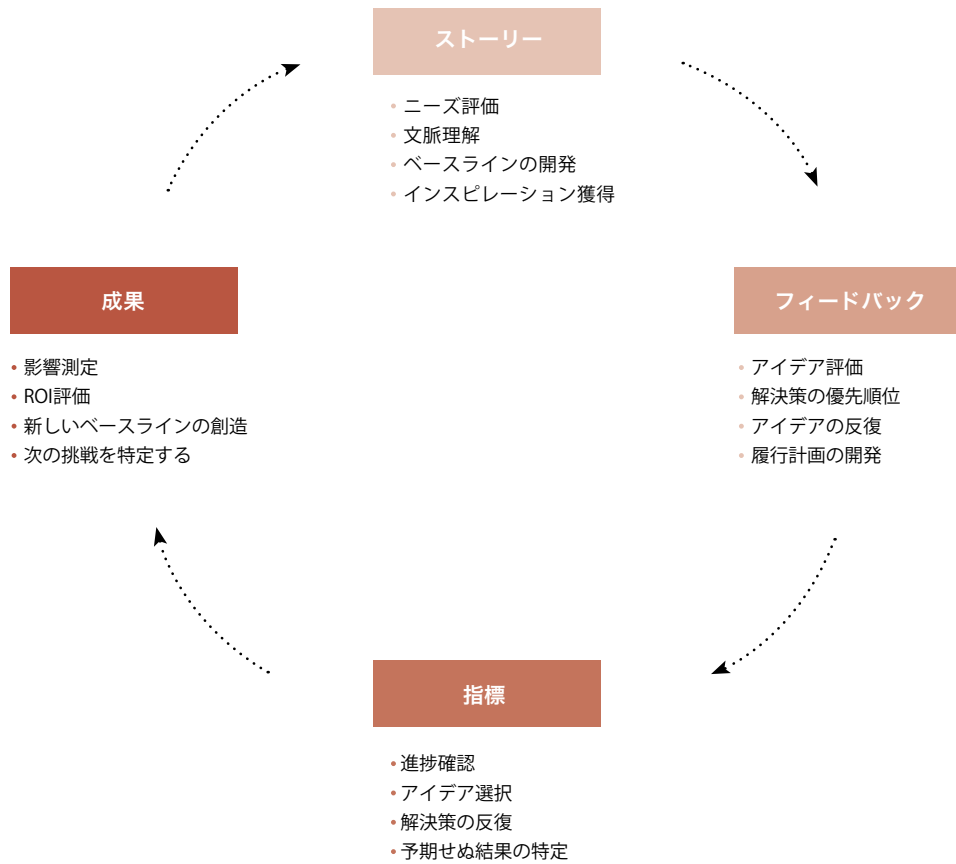 ストーリー
• ニーズ評価
• 文脈理解
• ベースラインの開発
• インスピレーション獲得
フィードバック
• アイデア評価
• 解決策の優先順位
• アイデアの反復
• 履行計画の開発
指標
• 進捗確認
• アイデア選択
• 解決策の反復
• 予期せぬ結果の特定
成果
• 影響測定
• ROI評価
• 新しいベースラインの創造
• 次の挑戦を特定する